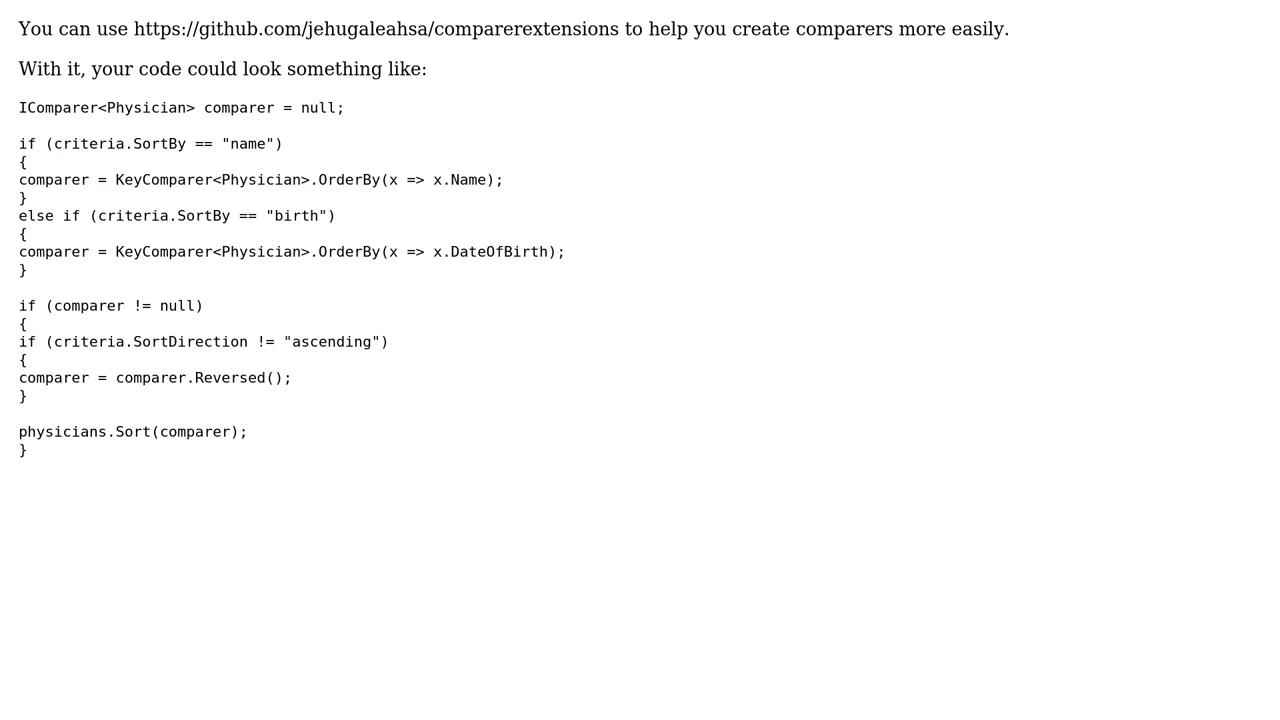 You can use https://github.com/jehugaleahsa/comparerextensions to help you create comparers more easily.
With it, your code could look something like:
IComparer<Physician> comparer = null;
if (criteria.SortBy == "name")
{
comparer = KeyComparer<Physician>.OrderBy(x => x.Name);
}
else if (criteria.SortBy == "birth")
{
comparer = KeyComparer<Physician>.OrderBy(x => x.DateOfBirth);
}
if (comparer != null)
{
if (criteria.SortDirection != "ascending")
{
comparer = comparer.Reversed();
}
physicians.Sort(comparer);
}